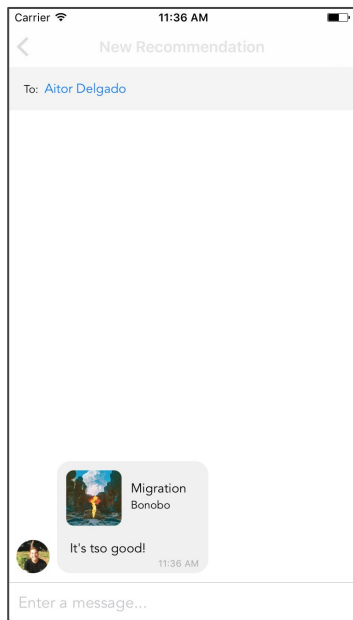 Carrier 11:36 AM
New Recommendation
To: Aitor Delgado
Migration
Bonobo
It's tso good!
11:36 AM
Enter a message...